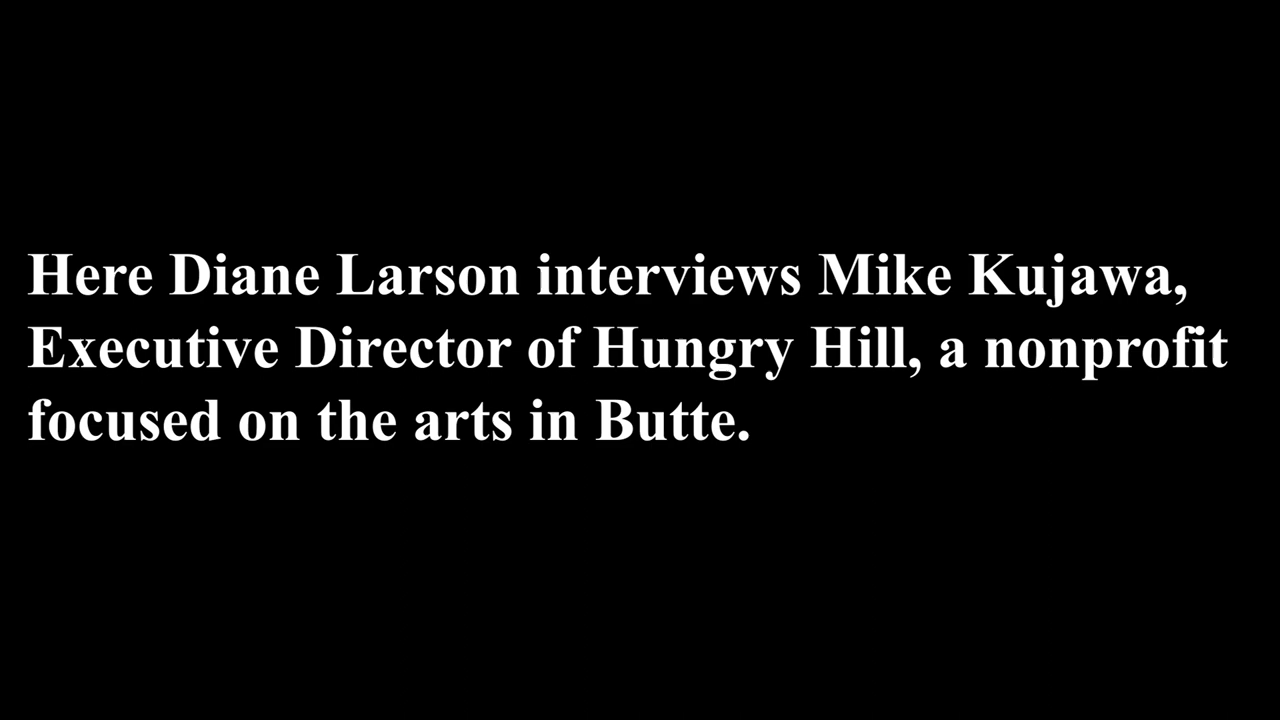 Here Diane Larson interviews Mike Kujawa,
Executive Director of Hungry Hill, a nonprofit
focused on the arts in Butte.